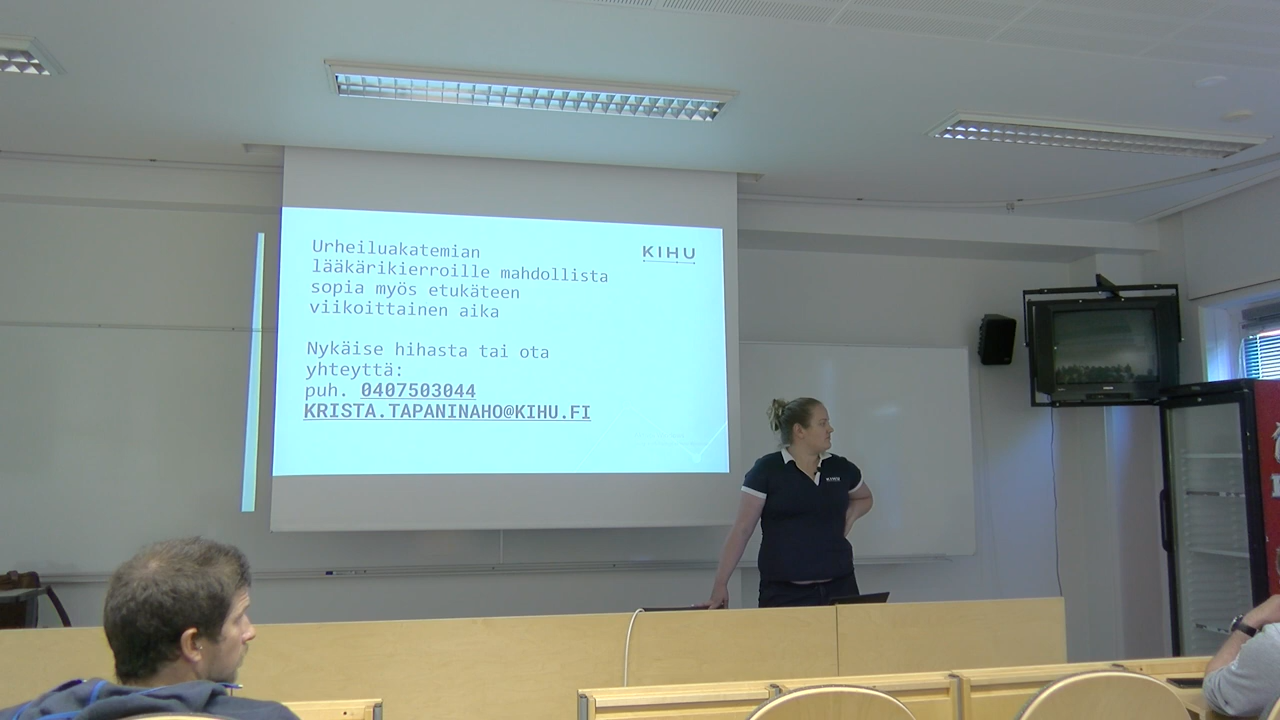 Urheiluakatemian
lääkärikierroille mahdollista
sopia myös etukäteen
viikoittainen aika
KIHU
Nykäise hihasta tai ota
yhteyttä:
puh. 0407503044
KRISTA.TAPANINAHO@KIHU.FI